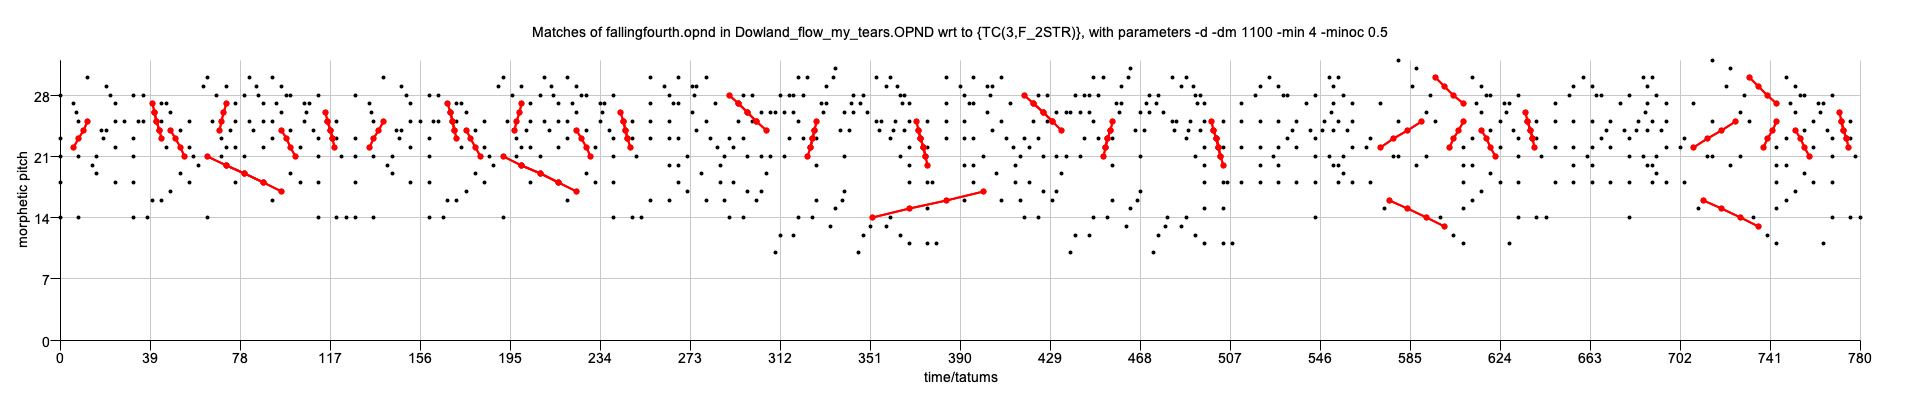 Matches of fallingfourth.opnd in Dowland_flow_my_tears.OPND wrt to {TC(3,F_2STR)}, with parameters -d -dm 1100 -min 4 -minoc 0.5
morphetic pitch
28
21
14
7
0
0 39 78 117 156 195 234 273 312 351 390 429 468 507 546 585 624 663 702 741 780
time/tatums